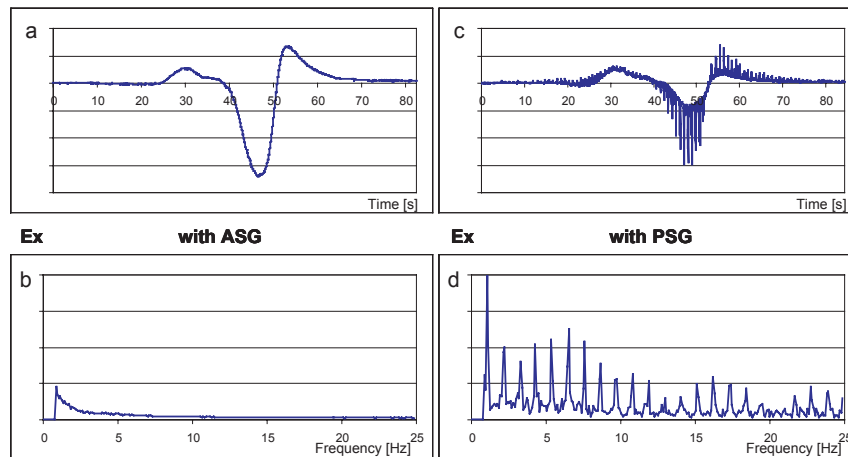 a
0 10 20 30 40 50 60 70 80
Time [s]
c
0 10 20 30 40 50 60 70 80
Time [s]
Ex with ASG
Ex with PSG
b
0 5 10 15 20 25
Frequency [Hz]
d
0 5 10 15 20 25
Frequency [Hz]